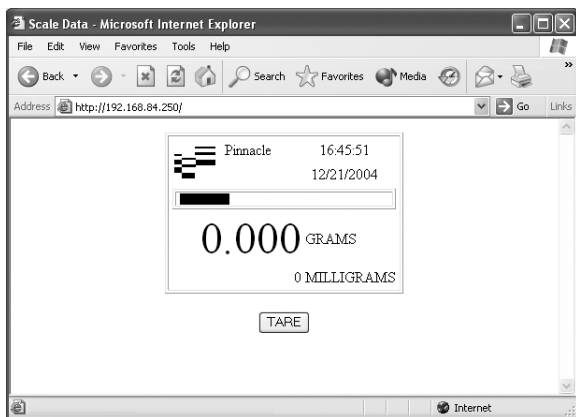 Scale Data - Microsoft Internet Explorer
File Edit View Favorites Tools Help
Back Search Favorites Media »
Address http://192.168.84.250/ Go Links
Pinnacle 16:45:51
12/21/2004
0.000 GRAMS
0 MILLIGRAMS
TARE
Internet